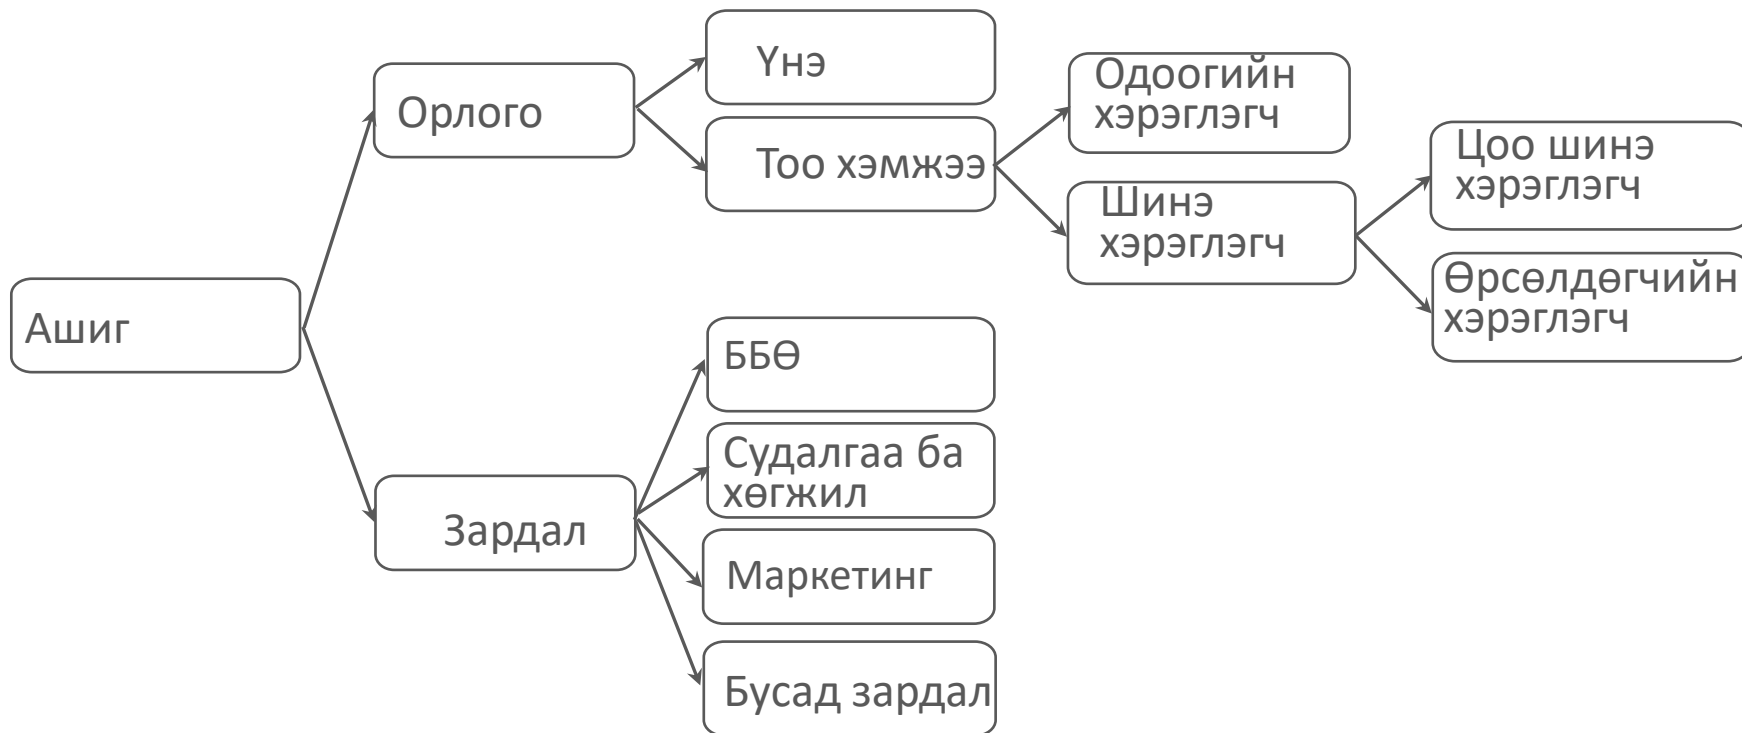 Үнэ
Одоогийн
хэрэглэгч
Орлого
Тоо хэмжээ
Цоо шинэ
хэрэглэгч
Шинэ
хэрэглэгч
Өрсөлдөгчийн
хэрэглэгч
Ашиг
ББӨ
Судалгаа ба
хөгжил
Зардал
Маркетинг
Бусад зардал